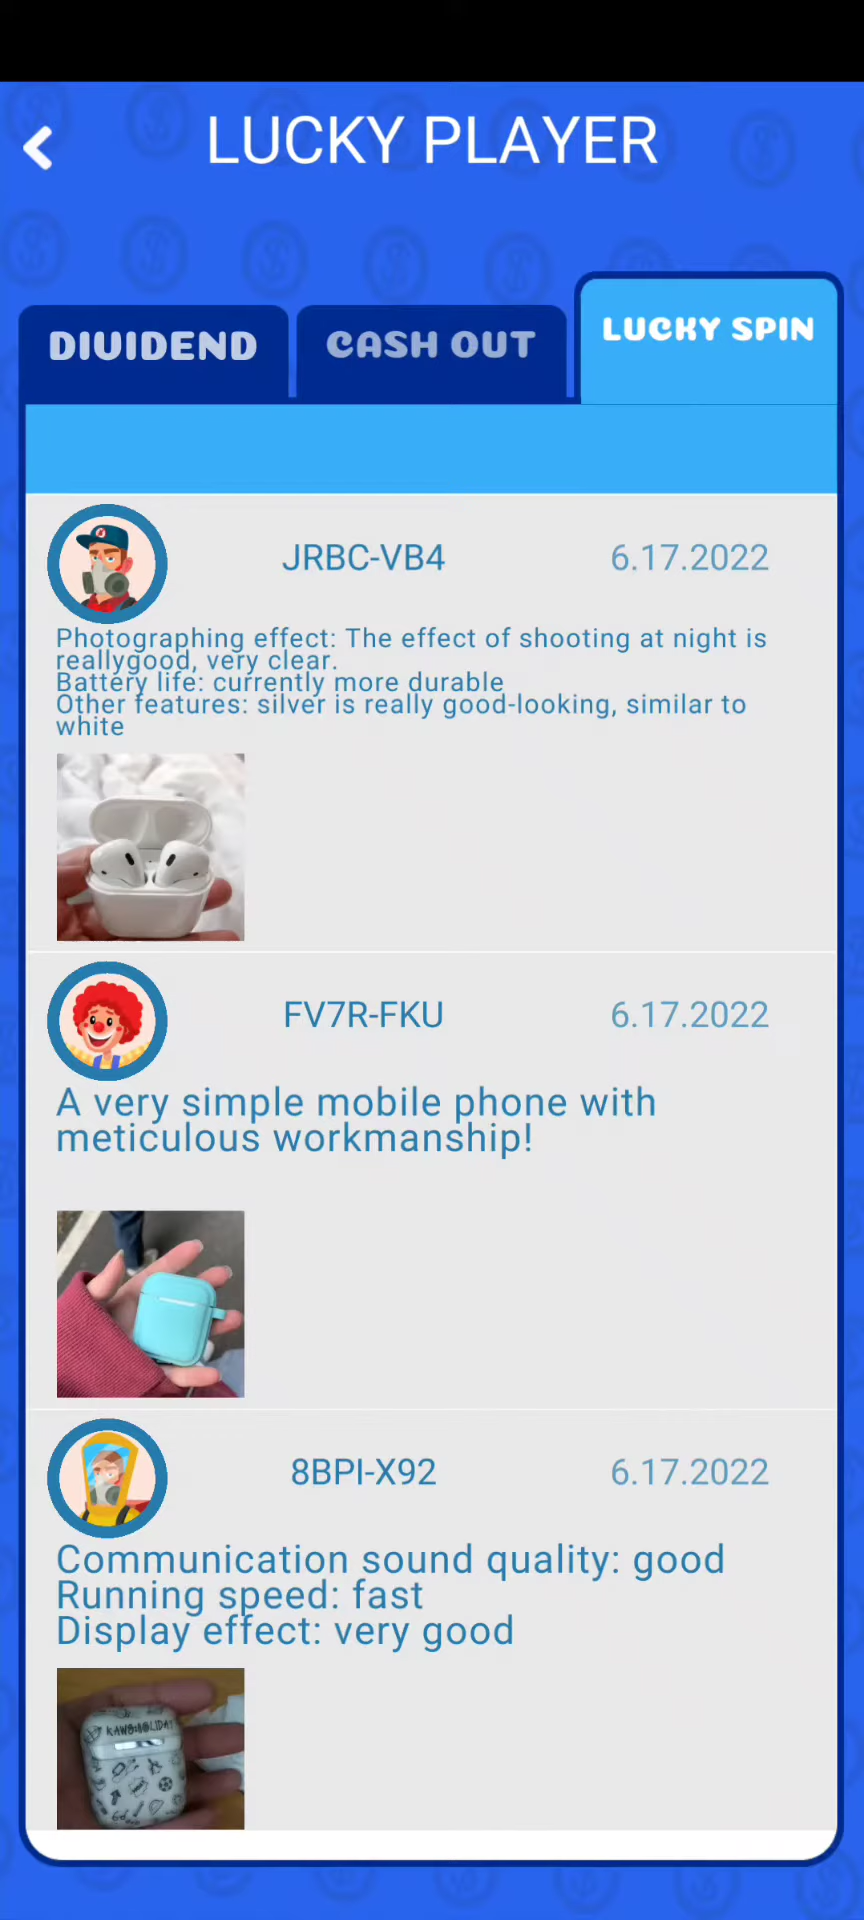 LUCKY PLAYER
DIVIDEND
CASH OUT
LUCKY SPIN
JRBC-VB4
6.17.2022
Photographing effect: The effect of shooting at night is
reallygood, very clear.
Battery life: currently more durable
Other features: silver is really good-looking, similar to
white
FV7R-FKU
6.17.2022
A very simple mobile phone with
meticulous workmanship!
8BPI-X92
6.17.2022
Communication sound quality: good
Running speed: fast
Display effect: very good
KAWS:HOLIDAY